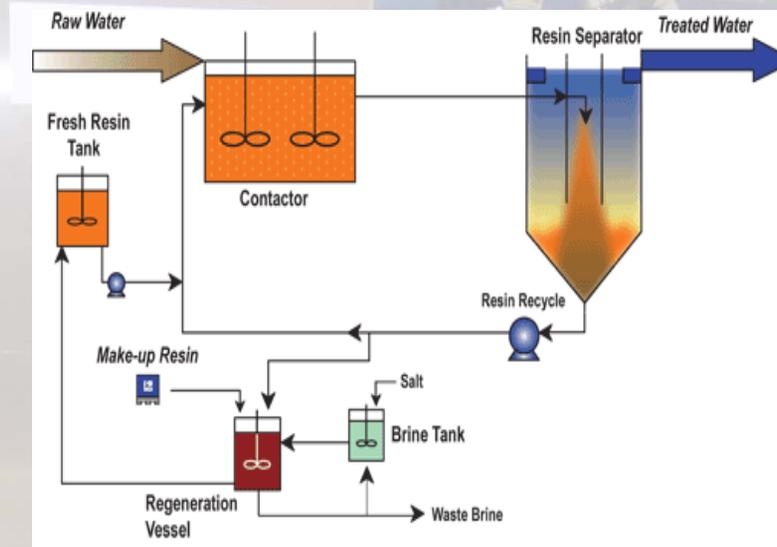 Raw Water
Resin Separator
Treated Water
Fresh Resin
Tank
Contactor
Resin Recycle
Make-up Resin
Salt
Brine Tank
Regeneration
Vessel
Waste Brine